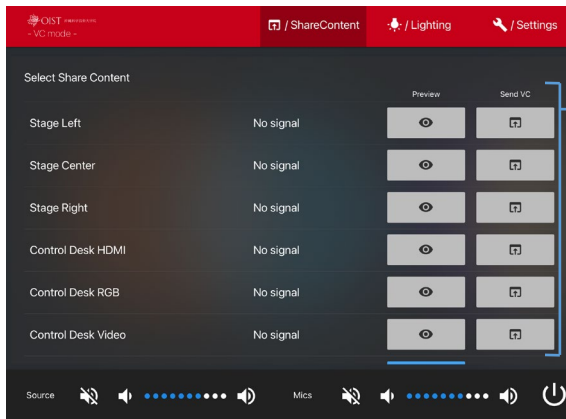 OIST
- VC mode -
/ ShareContent
/ Lighting
/ Settings
Select Share Content
Preview
Send VC
Stage Left
No signal
Stage Center
No signal
Stage Right
No signal
Control Desk HDMI
No signal
Control Desk RGB
No signal
Control Desk Video
No signal
Source
Mics